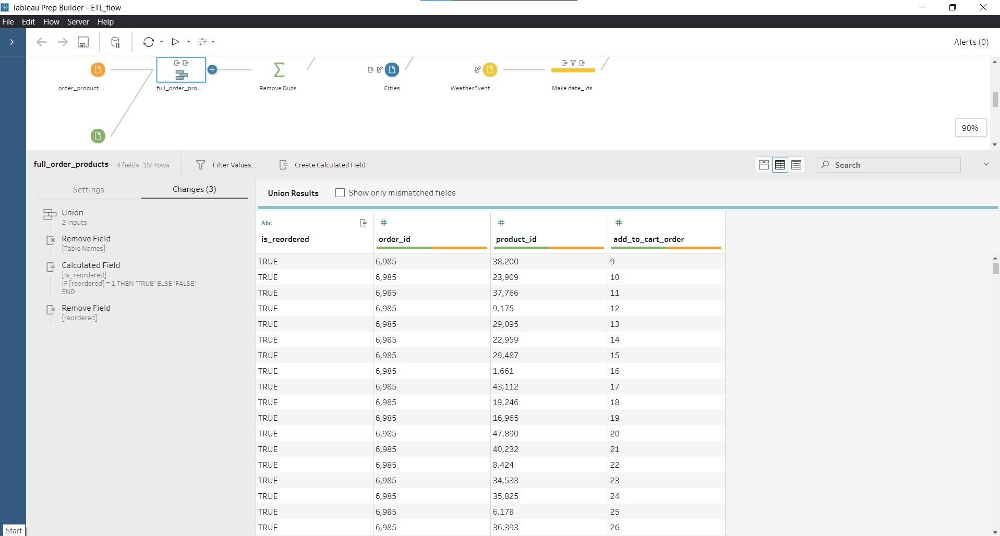 Tableau Prep Builder - ETL_flow
File Edit Flow Server Help
Alerts (0)
order_product... full_order_pro... Remove Dups Cities WeatherEvent... Make date_ids
90%
full_order_products 4 fields 1M rows Filter Values... Create Calculated Field... Search
Settings Changes (3)
Union
2 Inputs
Remove Field
[Table Names]
Calculated Field
[is_reordered]
IF [reordered] = 1 THEN 'TRUE' ELSE 'FALSE'
END
Remove Field
[reordered]
Union Results Show only mismatched fields
Abc # # #
is_reordered order_id product_id add_to_cart_order
TRUE 6,985 38,200 9
TRUE 6,985 23,909 10
TRUE 6,985 37,766 11
TRUE 6,985 9,175 12
TRUE 6,985 29,095 13
TRUE 6,985 22,959 14
TRUE 6,985 29,487 15
TRUE 6,985 1,661 16
TRUE 6,985 43,112 17
TRUE 6,985 19,246 18
TRUE 6,985 16,965 19
TRUE 6,985 47,890 20
TRUE 6,985 40,232 21
TRUE 6,985 8,424 22
TRUE 6,985 34,533 23
TRUE 6,985 35,825 24
TRUE 6,985 6,178 25
TRUE 6,985 36,393 26
Start